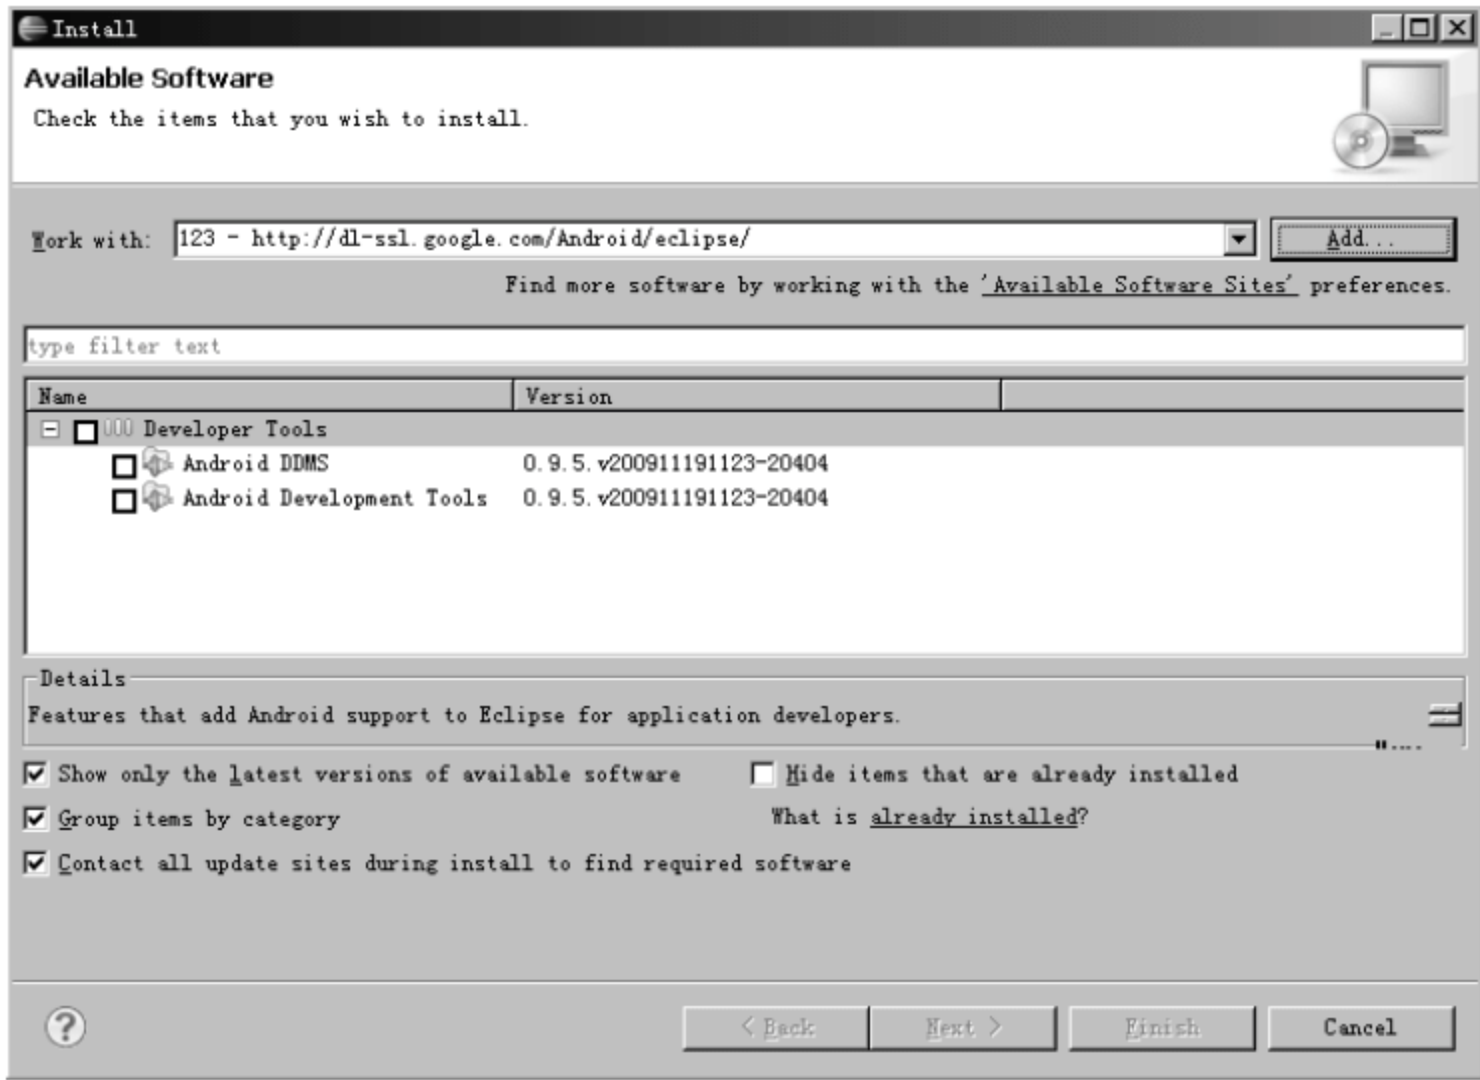 Install
Available Software
Check the items that you wish to install.
Work with: 123 - http://dl-ssl.google.com/Android/eclipse/ Add...
Find more software by working with the 'Available Software Sites' preferences.
type filter text
Name Version
Developer Tools
Android DDMS 0.9.5.v200911191123-20404
Android Development Tools 0.9.5.v200911191123-20404
Details
Features that add Android support to Eclipse for application developers.
Show only the latest versions of available software Hide items that are already installed
Group items by category What is already installed?
Contact all update sites during install to find required software
? < Back Next > Finish Cancel